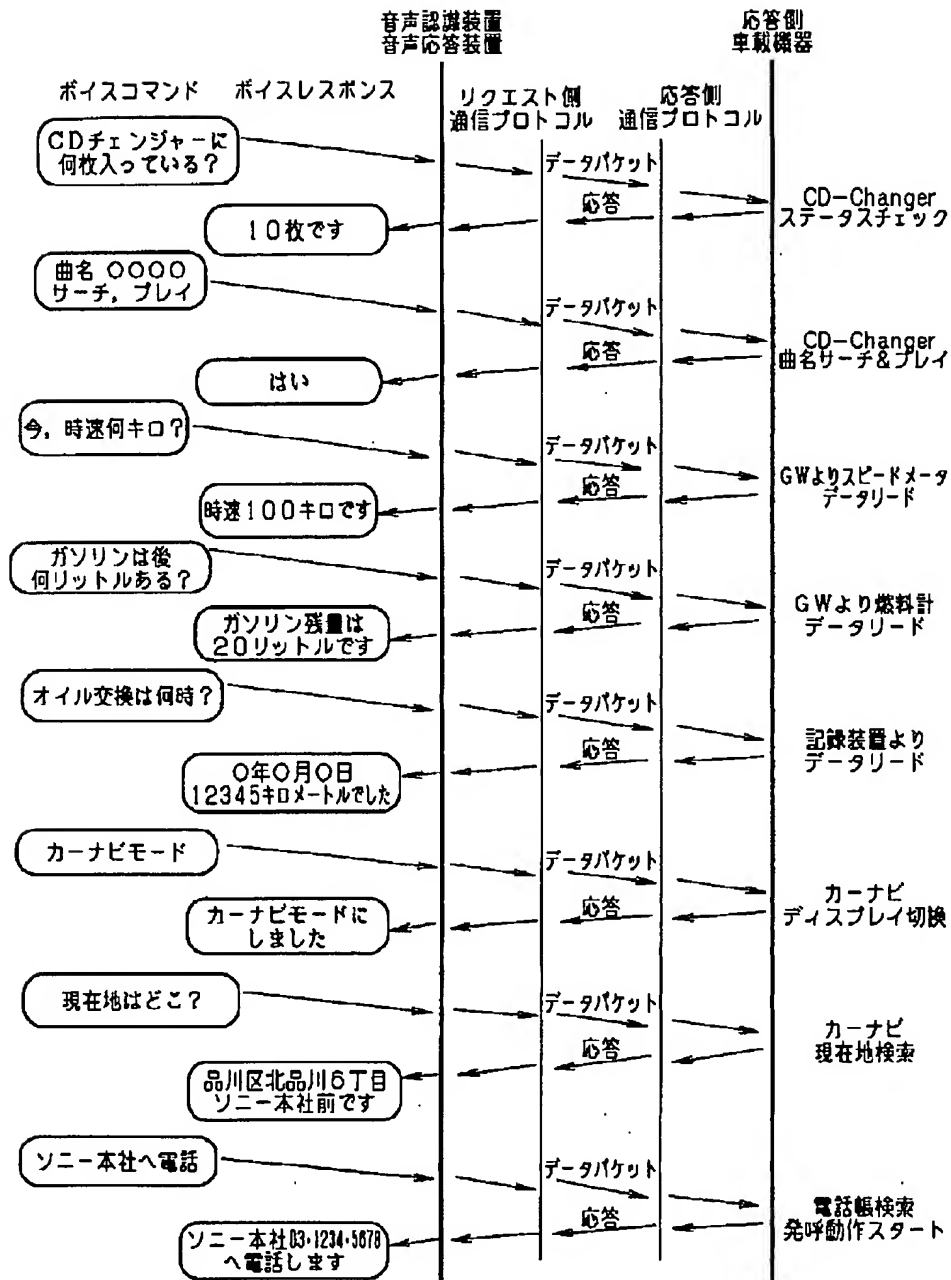 音声認識装置
音声応答装置
応答側
車載機器
ボイスコマンド
ボイスレスポンス
リクエスト側
通信プロトコル
応答側
通信プロトコル
CDチェンジャーに
何枚入っている?
データパケット
応答
CD-Changer
ステータスチェック
10枚です
曲名 ○○○○
サーチ,プレイ
データパケット
応答
CD-Changer
曲名サーチ&プレイ
はい
今,時速何キロ?
データパケット
応答
GWよりスピードメータ
データリード
時速100キロです
ガソリンは後
何リットルある?
データパケット
応答
GWより燃料計
データリード
ガソリン残量は
20リットルです
オイル交換は何時?
データパケット
応答
記録装置より
データリード
○年○月○日
12345キロメートルでした
カーナビモード
データパケット
応答
カーナビ
ディスプレイ切換
カーナビモードに
しました
現在地はどこ?
データパケット
応答
カーナビ
現在地検索
品川区北品川6丁目
ソニー本社前です
ソニー本社へ電話
データパケット
応答
電話帳検索
発呼動作スタート
ソニー本社03・1234・5678
へ電話します